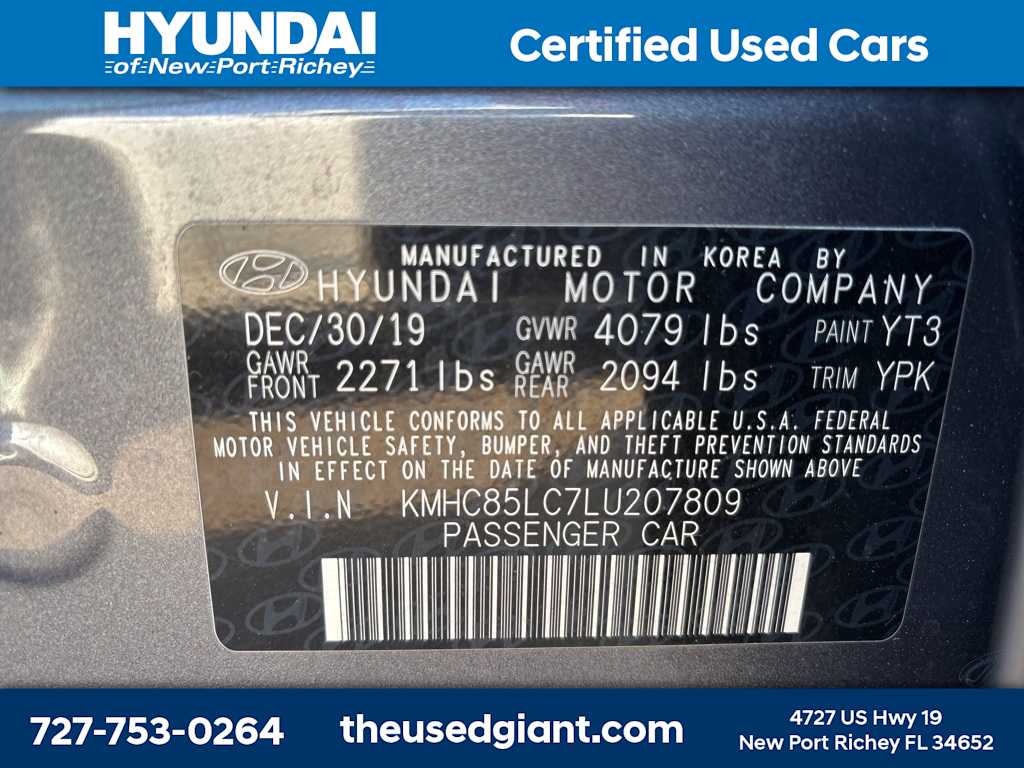 HYUNDAI
of New Port Richey
Certified Used Cars
MANUFACTURED IN KOREA BY
HYUNDAI MOTOR COMPANY
DEC/30/19 GVWR 4079 lbs PAINT YT3
GAWR FRONT 2271 lbs GAWR REAR 2094 lbs TRIM YPK
THIS VEHICLE CONFORMS TO ALL APPLICABLE U.S.A. FEDERAL
MOTOR VEHICLE SAFETY, BUMPER, AND THEFT PREVENTION STANDARDS
IN EFFECT ON THE DATE OF MANUFACTURE SHOWN ABOVE
V.I.N KMHC85LC7LU207809
PASSENGER CAR
727-753-0264
theusedgiant.com
4727 US Hwy 19
New Port Richey FL 34652